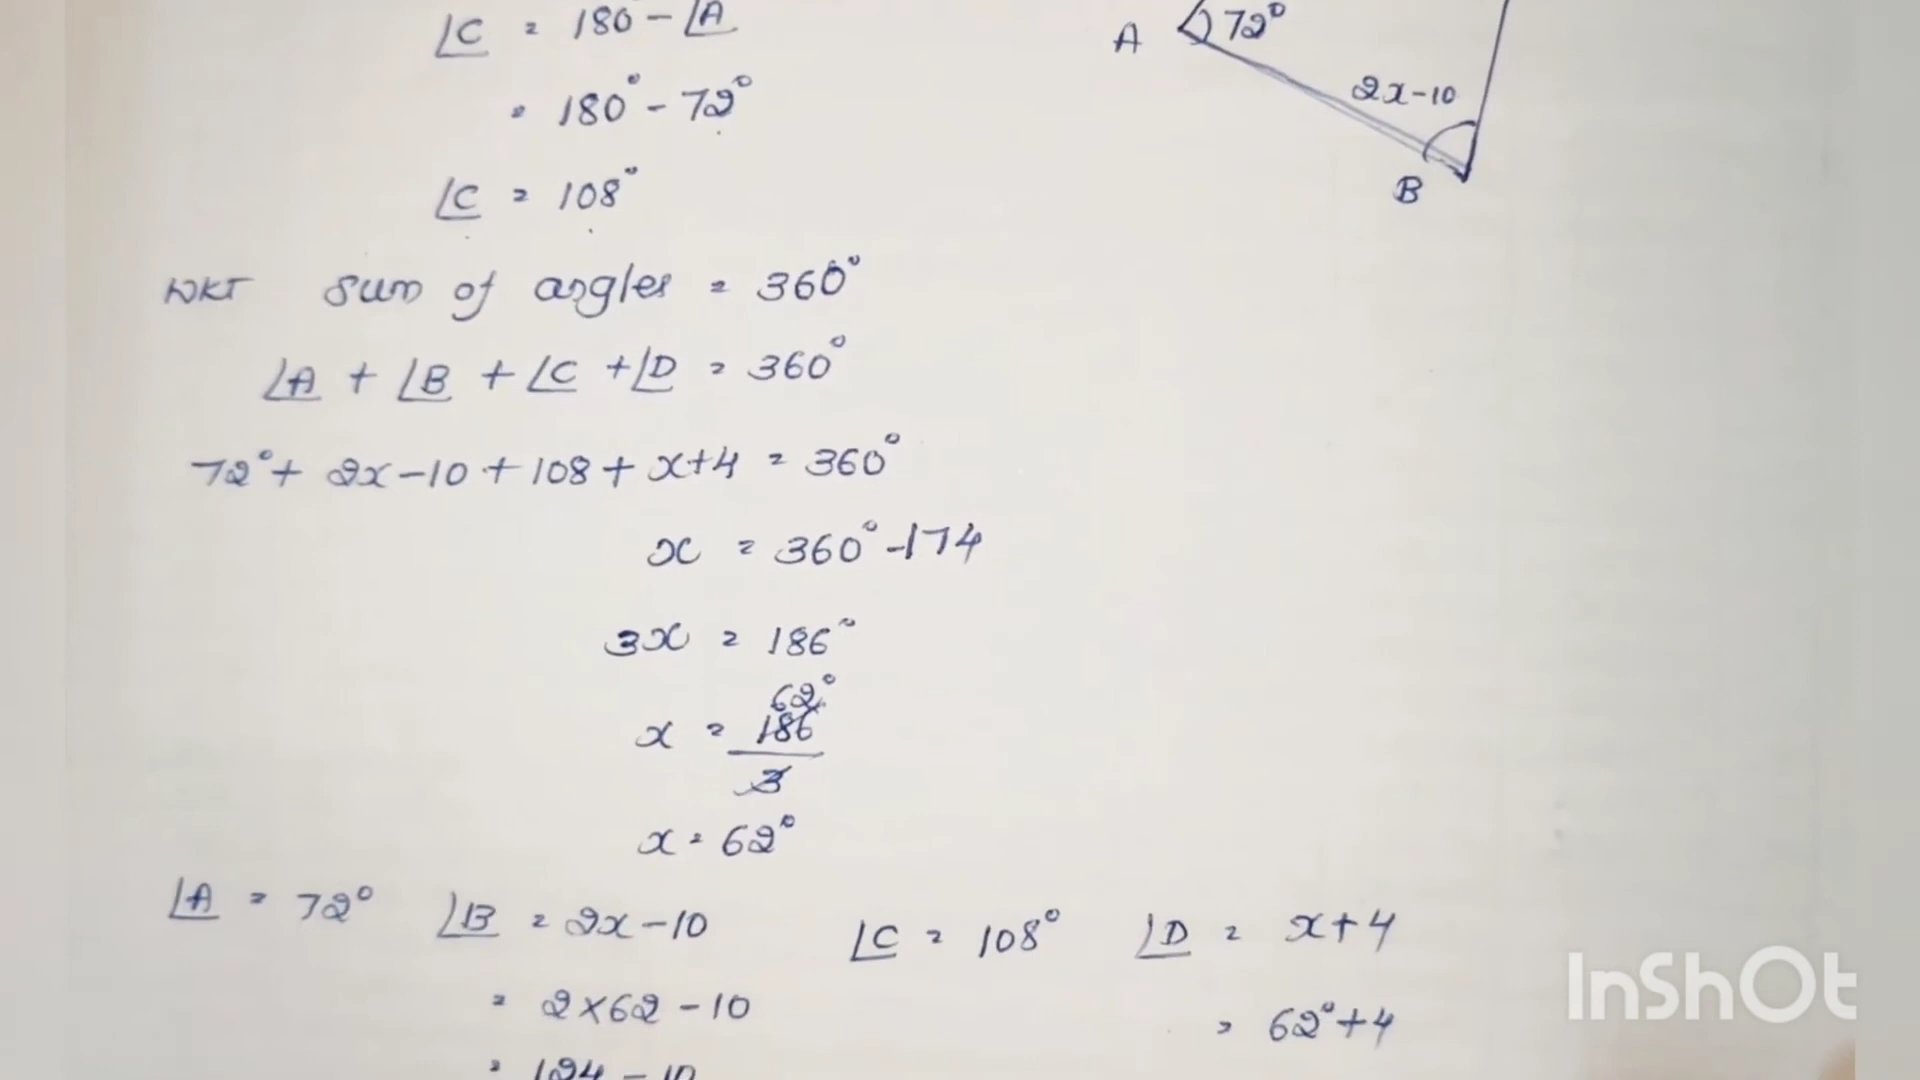 ∠C = 180 - ∠A
= 180° - 72°
∠C = 108°
A 72°
2x-10
B
WKT Sum of angles = 360°
∠A + ∠B + ∠C + ∠D = 360°
72° + 2x-10 + 108 + x+4 = 360°
x = 360° - 174
3x = 186°
62°
x = 186
3
x = 62°
∠A = 72° ∠B = 2x-10 ∠C = 108° ∠D = x+4
= 2×62-10 = 62°+4
= 124-10
InShOt